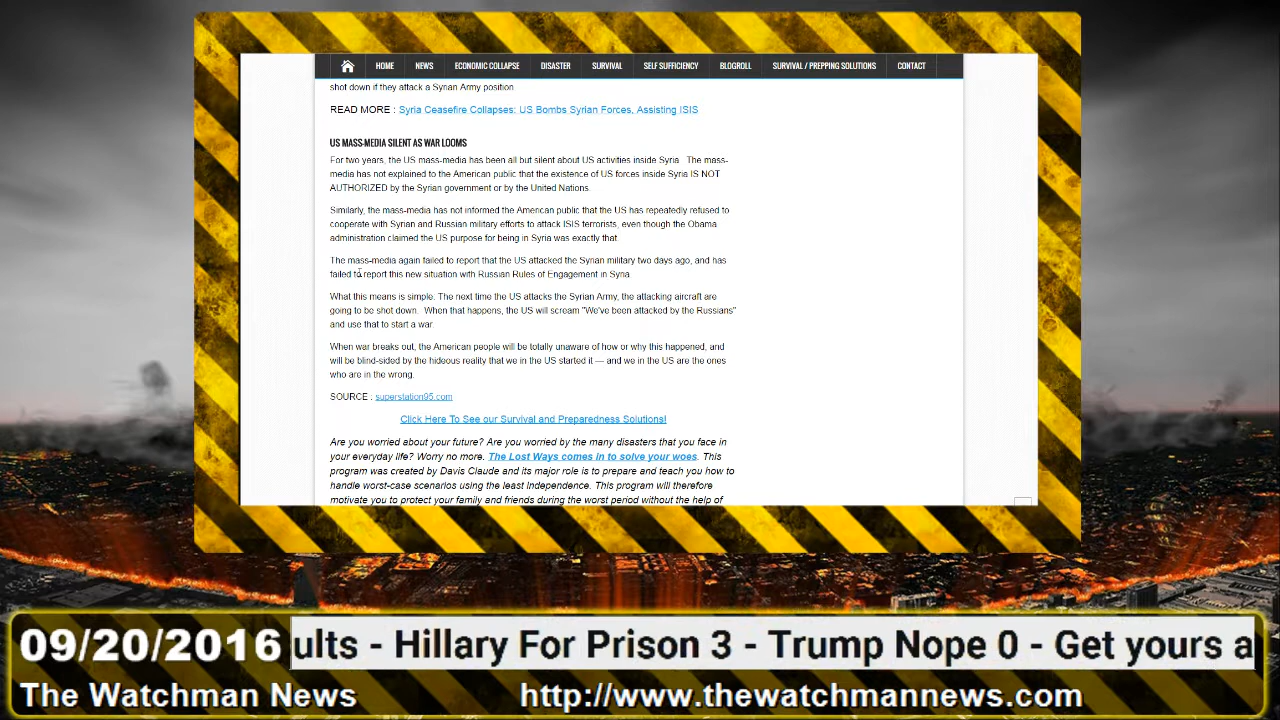 HOME NEWS ECONOMIC COLLAPSE DISASTER SURVIVAL SELF SUFFICIENCY BLOGROLL SURVIVAL / PREPPING SOLUTIONS CONTACT
shot down if they attack a Syrian Army position
READ MORE : Syria Ceasefire Collapses: US Bombs Syrian Forces, Assisting ISIS
US MASS-MEDIA SILENT AS WAR LOOMS
For two years, the US mass-media has been all but silent about US activities inside Syria. The mass-
media has not explained to the American public that the existence of US forces inside Syria IS NOT
AUTHORIZED by the Syrian government or by the United Nations.
Similarly, the mass-media has not informed the American public that the US has repeatedly refused to
cooperate with Syrian and Russian military efforts to attack ISIS terrorists, even though the Obama
administration claimed the US purpose for being in Syria was exactly that.
The mass-media again failed to report that the US attacked the Syrian military two days ago, and has
failed to report this new situation with Russian Rules of Engagement in Syria.
What this means is simple: The next time the US attacks the Syrian Army, the attacking aircraft are
going to be shot down. When that happens, the US will scream "We've been attacked by the Russians"
and use that to start a war.
When war breaks out, the American people will be totally unaware of how or why this happened, and
will be blind-sided by the hideous reality that we in the US started it — and we in the US are the ones
who are in the wrong.
SOURCE : superstation95.com
Click Here To See our Survival and Preparedness Solutions!
Are you worried about your future? Are you worried by the many disasters that you face in
your everyday life? Worry no more. The Lost Ways comes in to solve your woes. This
program was created by Davis Claude and its major role is to prepare and teach you how to
handle worst-case scenarios using the least Independence. This program will therefore
motivate you to protect your family and friends during the worst period without the help of
09/20/2016 ults - Hillary For Prison 3 - Trump Nope 0 - Get yours a
The Watchman News http://www.thewatchmannews.com